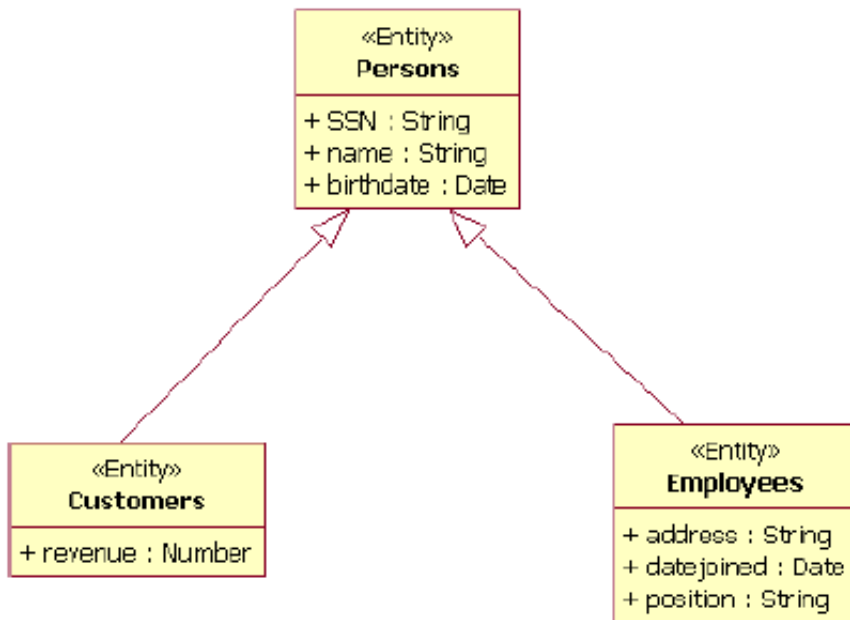 «Entity»
Persons
+ SSN : String
+ name : String
+ birthdate : Date
«Entity»
Customers
+ revenue : Number
«Entity»
Employees
+ address : String
+ datejoined : Date
+ position : String